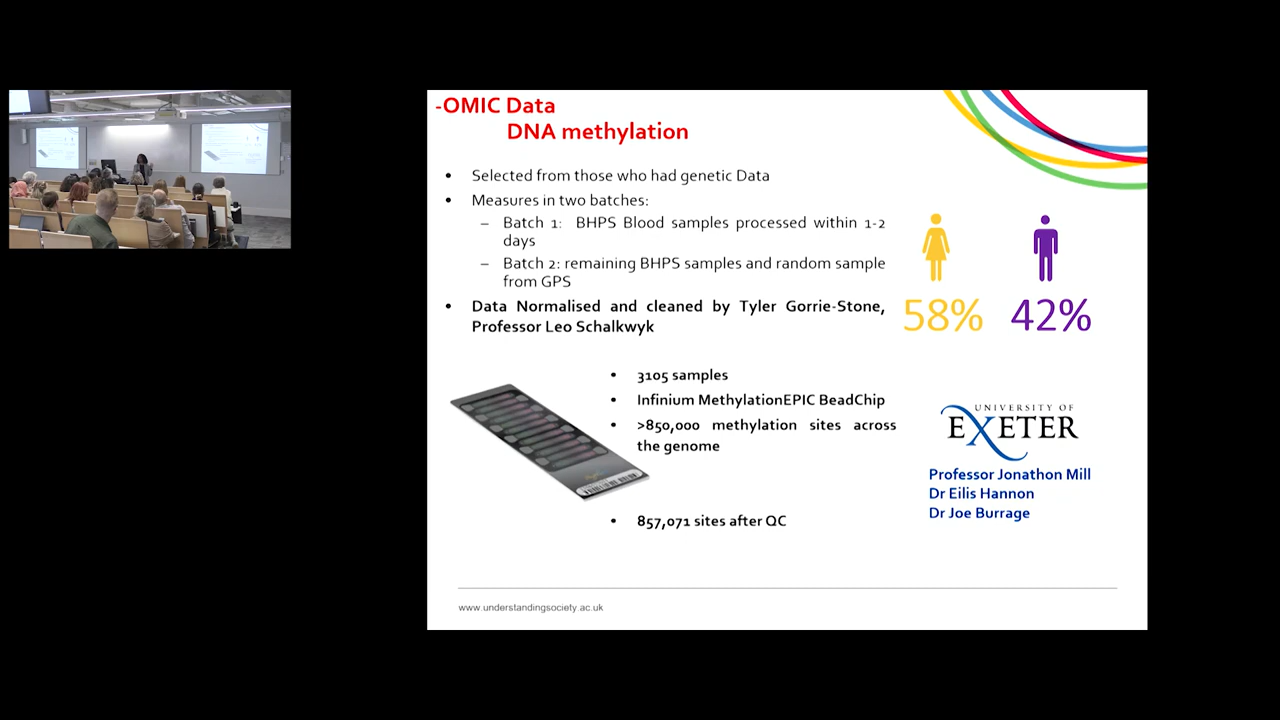 -OMIC Data
DNA methylation
• Selected from those who had genetic Data
• Measures in two batches:
– Batch 1: BHPS Blood samples processed within 1-2
days
– Batch 2: remaining BHPS samples and random sample
from GPS
• Data Normalised and cleaned by Tyler Gorrie-Stone,
Professor Leo Schalkwyk
58% 42%
• 3105 samples
• Infinium MethylationEPIC BeadChip
• >850,000 methylation sites across
the genome
• 857,071 sites after QC
UNIVERSITY OF
EXETER
Professor Jonathon Mill
Dr Eilis Hannon
Dr Joe Burrage
www.understandingsociety.ac.uk